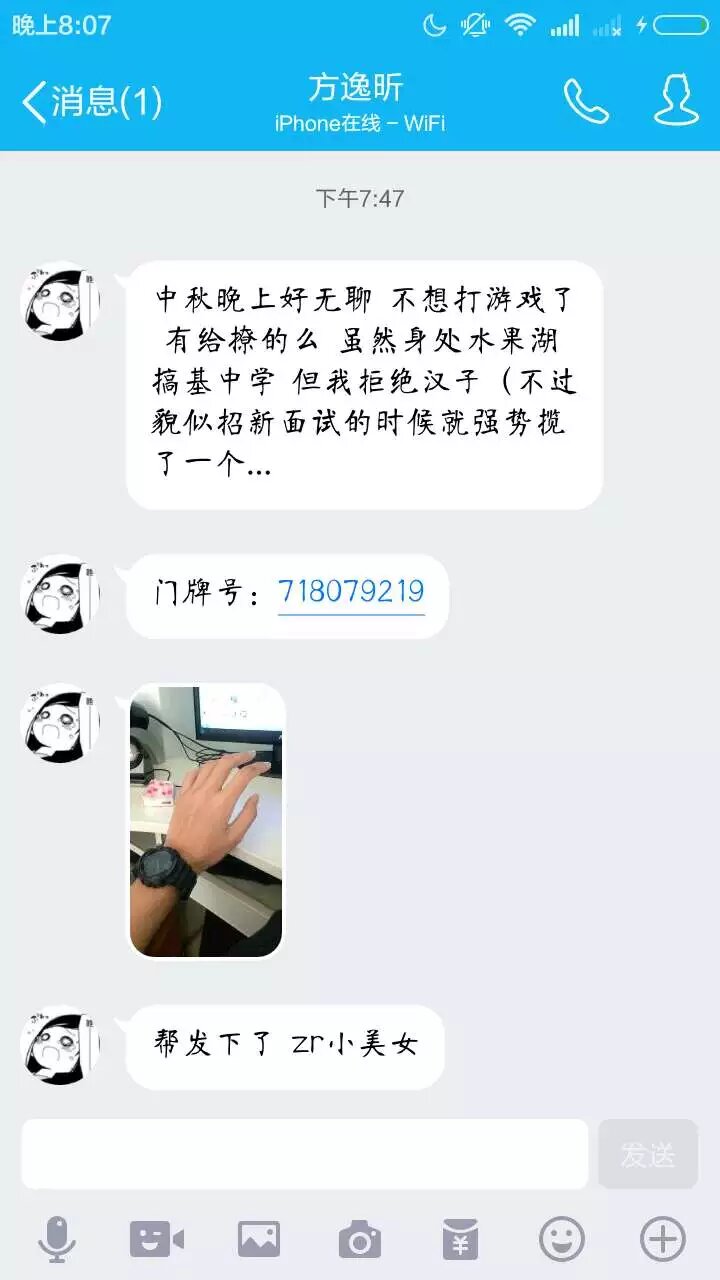 晚上8:07
消息(1)
方逸昕
iPhone在线 - WiFi
下午7:47
中秋晚上好无聊 不想打游戏了
有给撩的么 虽然身处水果湖
搞基中学 但我拒绝汉子（不过
貌似招新面试的时候就强势揽
了一个...
门牌号：718079219
帮发下了 zr小美女
发送